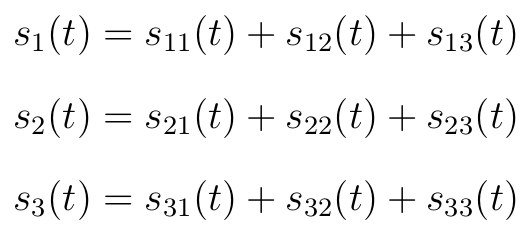 s₁(t) = s₁₁(t) + s₁₂(t) + s₁₃(t)
s₂(t) = s₂₁(t) + s₂₂(t) + s₂₃(t)
s₃(t) = s₃₁(t) + s₃₂(t) + s₃₃(t)